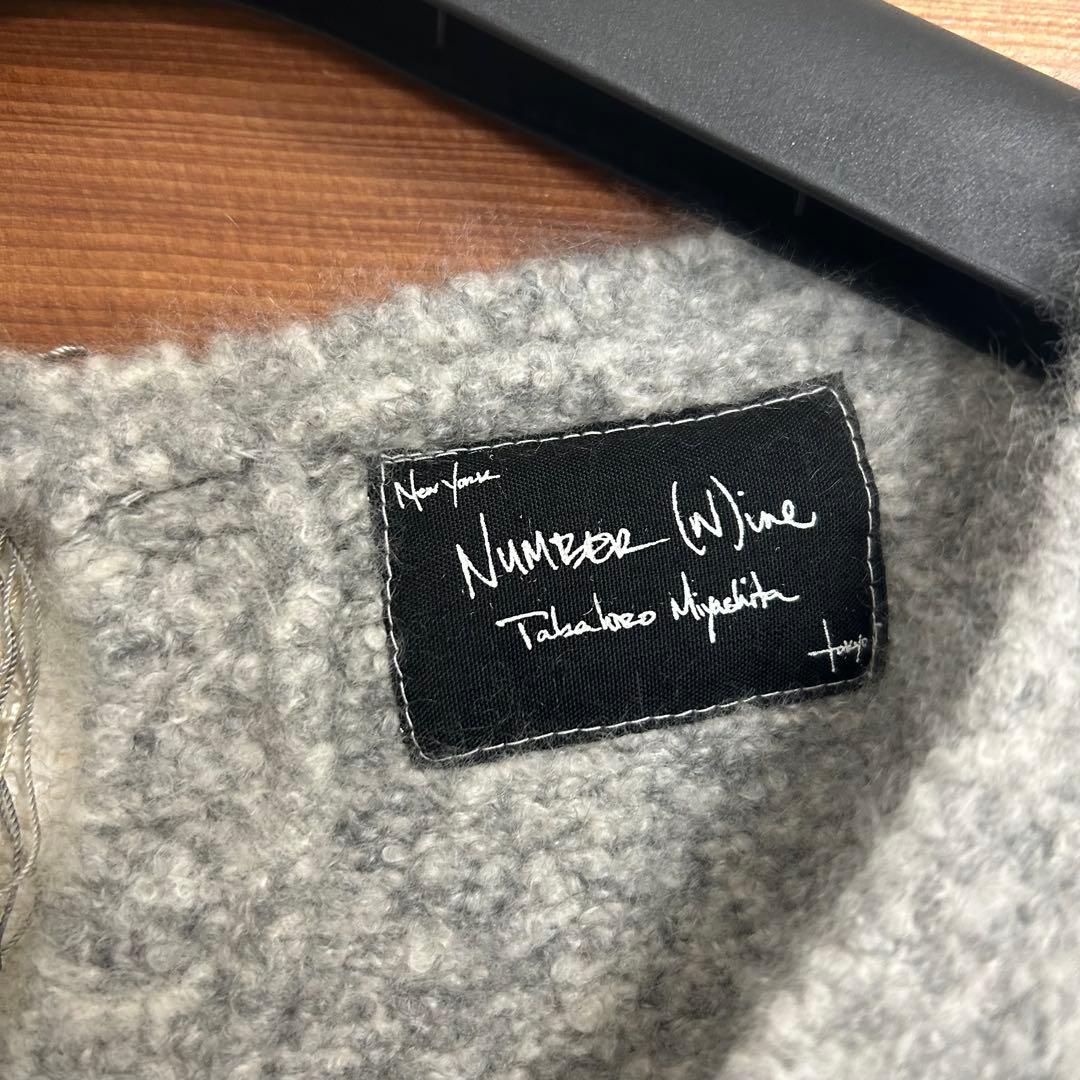 New York
NUMBER (N)ine
Takahiro Miyashita
tokyo